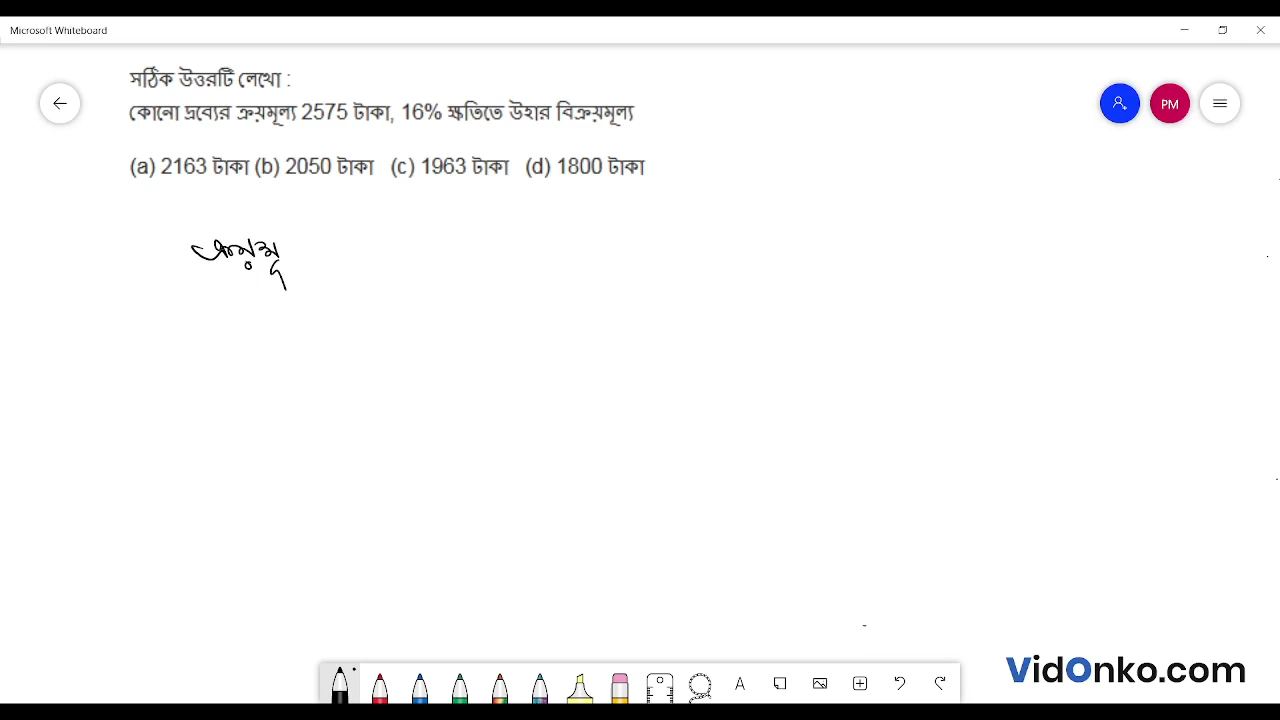 Microsoft Whiteboard
সঠিক উত্তরটি লেখো :
কোনো দ্রব্যের ক্রয়মূল্য 2575 টাকা, 16% ক্ষতিতে উহার বিক্রয়মূল্য
PM
(a) 2163 টাকা (b) 2050 টাকা (c) 1963 টাকা (d) 1800 টাকা
ক্রয়মূ
VidOnko.com
A